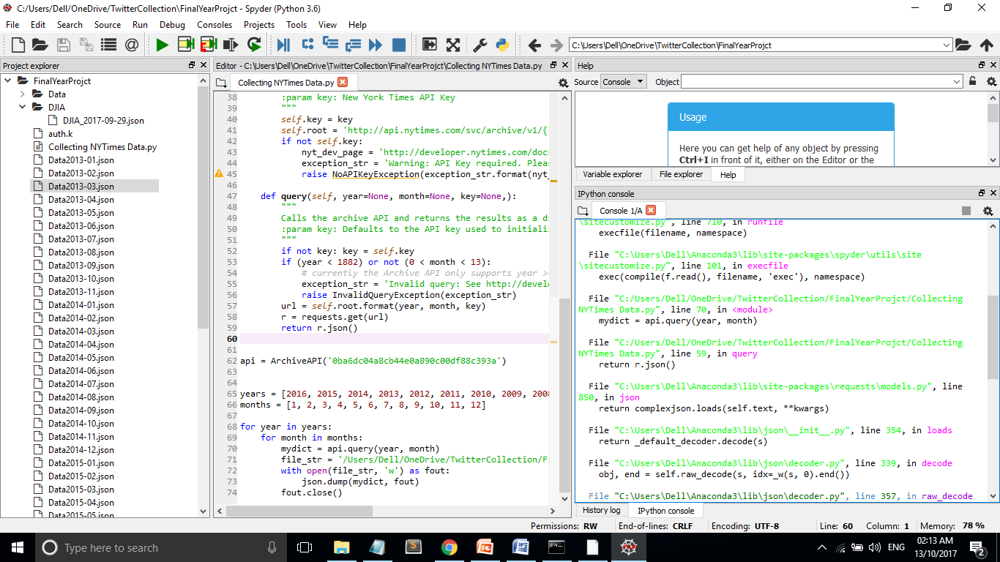 C:/Users/Dell/OneDrive/TwitterCollection\FinalYearProjct - Spyder (Python 3.6)
File Edit Search Source Run Debug Consoles Projects Tools View Help
C:\Users\Dell\OneDrive\TwitterCollection\FinalYearProjct
Project explorer
FinalYearProjct
Data
DJIA
DJIA_2017-09-29.json
auth.k
Collecting NYTimes Data.py
Data2013-01.json
Data2013-02.json
Data2013-03.json
Data2013-04.json
Data2013-05.json
Data2013-06.json
Data2013-07.json
Data2013-08.json
Data2013-09.json
Data2013-10.json
Data2013-11.json
Data2014-01.json
Data2014-02.json
Data2014-03.json
Data2014-04.json
Data2014-05.json
Data2014-06.json
Data2014-07.json
Data2014-08.json
Data2014-09.json
Data2014-10.json
Data2014-11.json
Data2014-12.json
Data2015-01.json
Data2015-02.json
Data2015-03.json
Data2015-04.json
Data2015-05.json
Editor - C:\Users\Dell\OneDrive\TwitterCollection\FinalYearProjct\Collecting NYTimes Data.py
Collecting NYTimes Data.py
38 :param key: New York Times API Key
39 """
40 self.key = key
41 self.root = 'http://api.nytimes.com/svc/archive/v1/{
42 if not self.key:
43 nyt_dev_page = 'http://developer.nytimes.com/doc
44 exception_str = 'Warning: API Key required. Plea
45 raise NoAPIKeyException(exception_str.format(nyt_
46
47 def query(self, year=None, month=None, key=None,):
48 """
49 Calls the archive API and returns the results as a di
50 :param key: Defaults to the API key used to initiali
51 """
52 if not key: key = self.key
53 if (year < 1882) or not (0 < month < 13):
54 # currently the Archive API only supports year >
55 exception_str = 'Invalid query: See http://devel
56 raise InvalidQueryException(exception_str)
57 url = self.root.format(year, month, key)
58 r = requests.get(url)
59 return r.json()
60
61
62 api = ArchiveAPI('0ba6dc04a8cb44e0a890c00df88c393a')
63
64
65 years = [2016, 2015, 2014, 2013, 2012, 2011, 2010, 2009, 2008
66 months = [1, 2, 3, 4, 5, 6, 7, 8, 9, 10, 11, 12]
67
68 for year in years:
69 for month in months:
70 mydict = api.query(year, month)
71 file_str = '/Users/Dell/OneDrive/TwitterCollection/Fi
72 with open(file_str, 'w') as fout:
73 json.dump(mydict, fout)
74 fout.close()
Help
Source Console Object
Usage
Here you can get help of any object by pressing
Ctrl+I in front of it, either on the Editor or the
Variable explorer File explorer Help
IPython console
Console 1/A
\sitecustomize.py", line 710, in runfile
execfile(filename, namespace)
File "C:\Users\Dell\Anaconda3\lib\site-packages\spyder\utils\site
\sitecustomize.py", line 101, in execfile
exec(compile(f.read(), filename, 'exec'), namespace)
File "C:/Users/Dell/OneDrive/TwitterCollection/FinalYearProjct/Collecting
NYTimes Data.py", line 70, in <module>
mydict = api.query(year, month)
File "C:/Users/Dell/OneDrive/TwitterCollection/FinalYearProjct/Collecting
NYTimes Data.py", line 59, in query
return r.json()
File "C:\Users\Dell\Anaconda3\lib\site-packages\requests\models.py", line
850, in json
return complexjson.loads(self.text, **kwargs)
File "C:\Users\Dell\Anaconda3\lib\json\__init__.py", line 354, in loads
return _default_decoder.decode(s)
File "C:\Users\Dell\Anaconda3\lib\json\decoder.py", line 339, in decode
obj, end = self.raw_decode(s, idx=_w(s, 0).end())
File "C:\Users\Dell\Anaconda3\lib\json\decoder.py", line 357, in raw_decode
History log IPython console
Permissions: RW End-of-lines: CRLF Encoding: UTF-8 Line: 60 Column: 1 Memory: 78 %
Type here to search
ENG
02:13 AM
13/10/2017
2